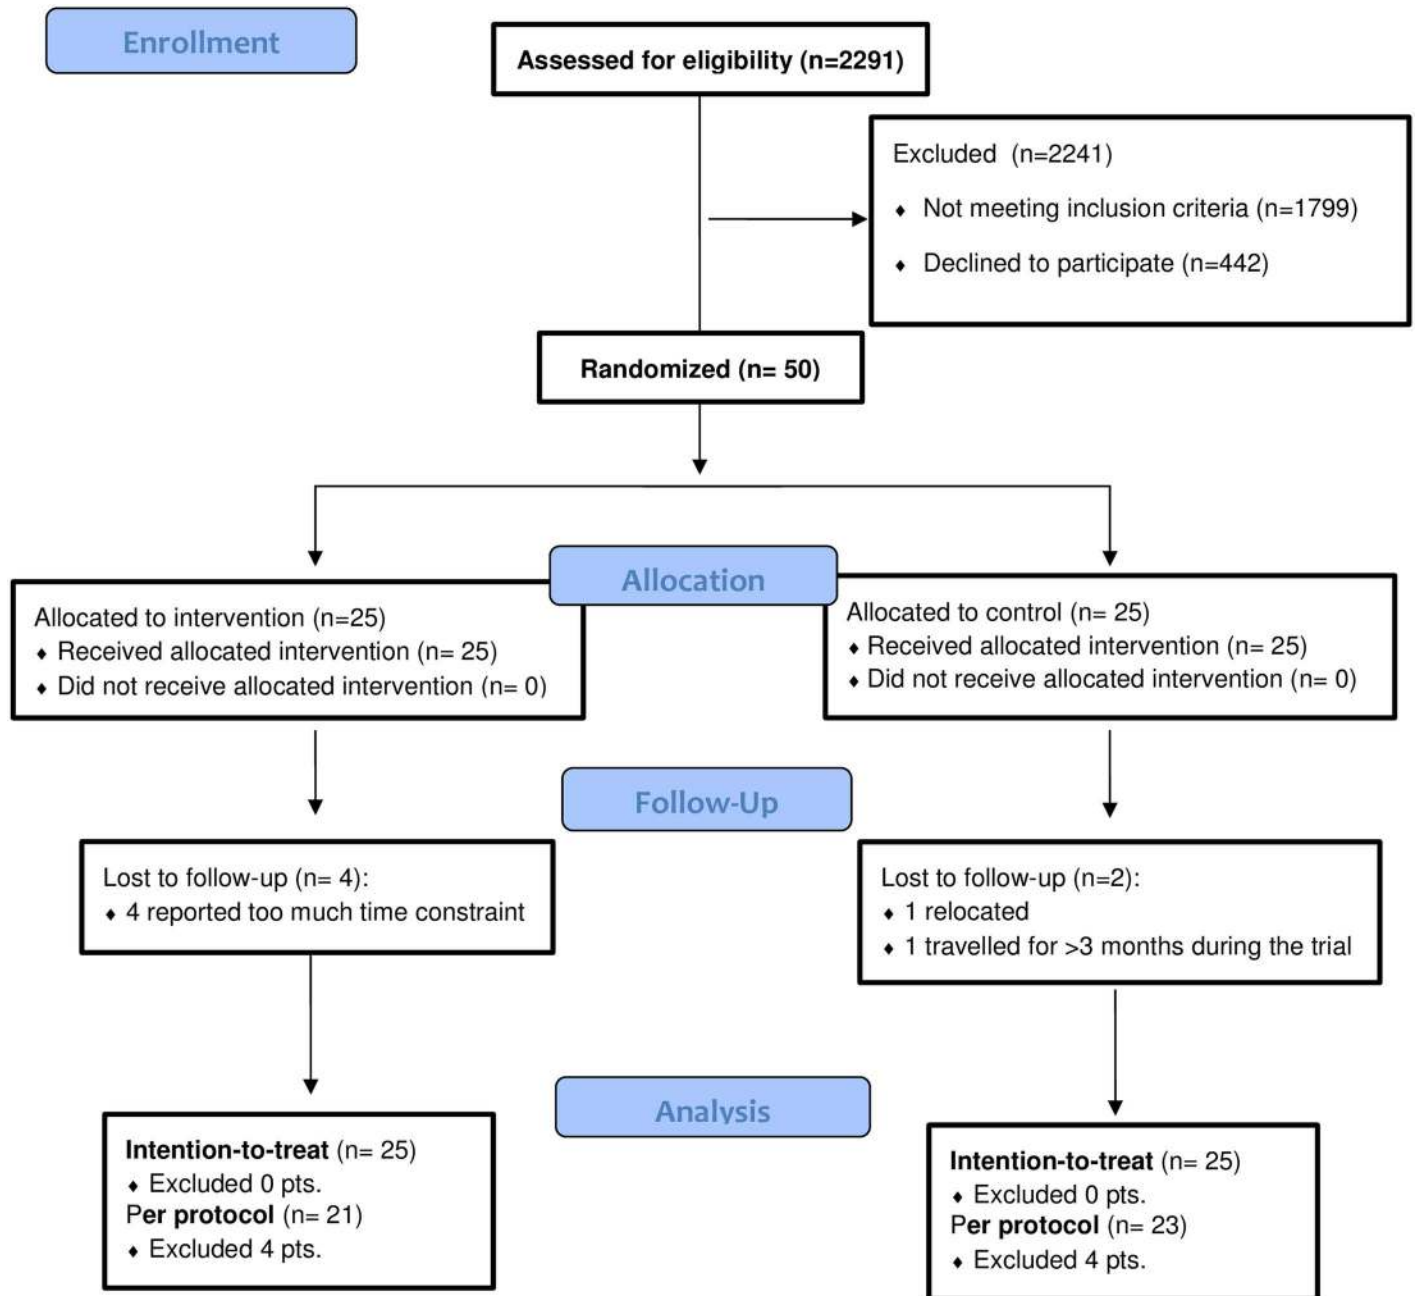 Enrollment
Assessed for eligibility (n=2291)
Excluded (n=2241)
♦ Not meeting inclusion criteria (n=1799)
♦ Declined to participate (n=442)
Randomized (n= 50)
Allocation
Allocated to intervention (n=25)
♦ Received allocated intervention (n= 25)
♦ Did not receive allocated intervention (n= 0)
Allocated to control (n= 25)
♦ Received allocated intervention (n= 25)
♦ Did not receive allocated intervention (n= 0)
Follow-Up
Lost to follow-up (n= 4):
♦ 4 reported too much time constraint
Lost to follow-up (n=2):
♦ 1 relocated
♦ 1 travelled for >3 months during the trial
Analysis
Intention-to-treat (n= 25)
♦ Excluded 0 pts.
Per protocol (n= 21)
♦ Excluded 4 pts.
Intention-to-treat (n= 25)
♦ Excluded 0 pts.
Per protocol (n= 23)
♦ Excluded 4 pts.